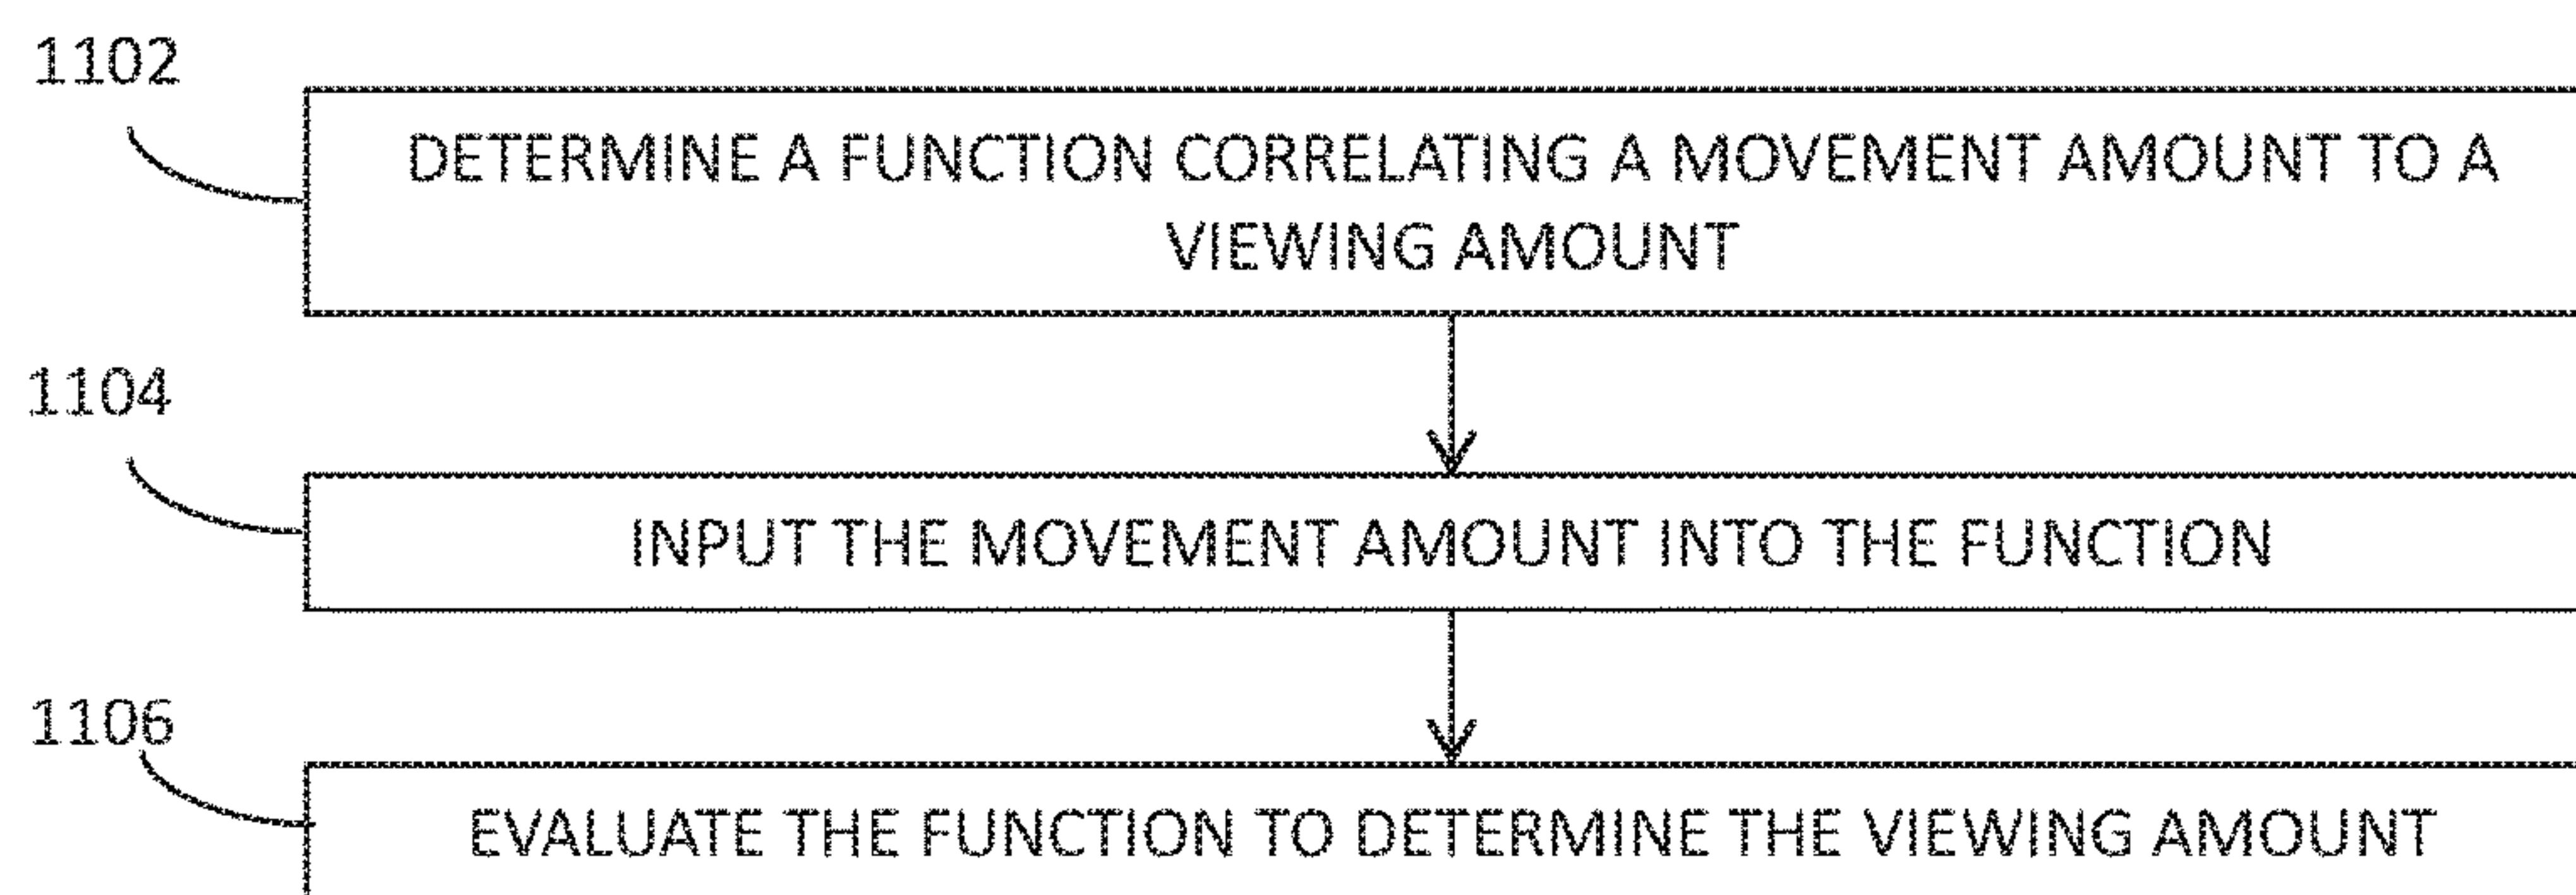 1102
DETERMINE A FUNCTION CORRELATING A MOVEMENT AMOUNT TO A
VIEWING AMOUNT
1104
INPUT THE MOVEMENT AMOUNT INTO THE FUNCTION
1106
EVALUATE THE FUNCTION TO DETERMINE THE VIEWING AMOUNT